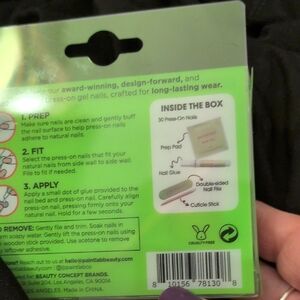 our award-winning, design-forward, and
press-on gel nails, crafted for long-lasting wear.
1. PREP
Make sure nails are clean and gently buff
the nail surface to help press-on nails
adhere to natural nails.
2. FIT
Select the press-on nails that fit your
natural nails from side wall to side wall.
File to fit if needed.
3. APPLY
Apply a small dot of glue provided to the
nail bed and press-on nail. Carefully align
press-on nail, pressing firmly onto your
natural nail. Hold for a few seconds.
TO REMOVE: Gently file and trim. Soak nails in
warm soapy water. Gently lift the press-on nails using
wooden stick provided. Use acetone to remove
INSIDE THE BOX
30 Press-On Nails
Prep Pad
Nail Glue
Double-sided
Nail File
Cuticle Stick
CRUELTY FREE
out! hello@paintlabbeauty.com
paintlabbeauty.com @paintlab
BEAUTY CONCEPT BRANDS.
Los Angeles, CA 90014
Made in China.
8 10156 78130 8